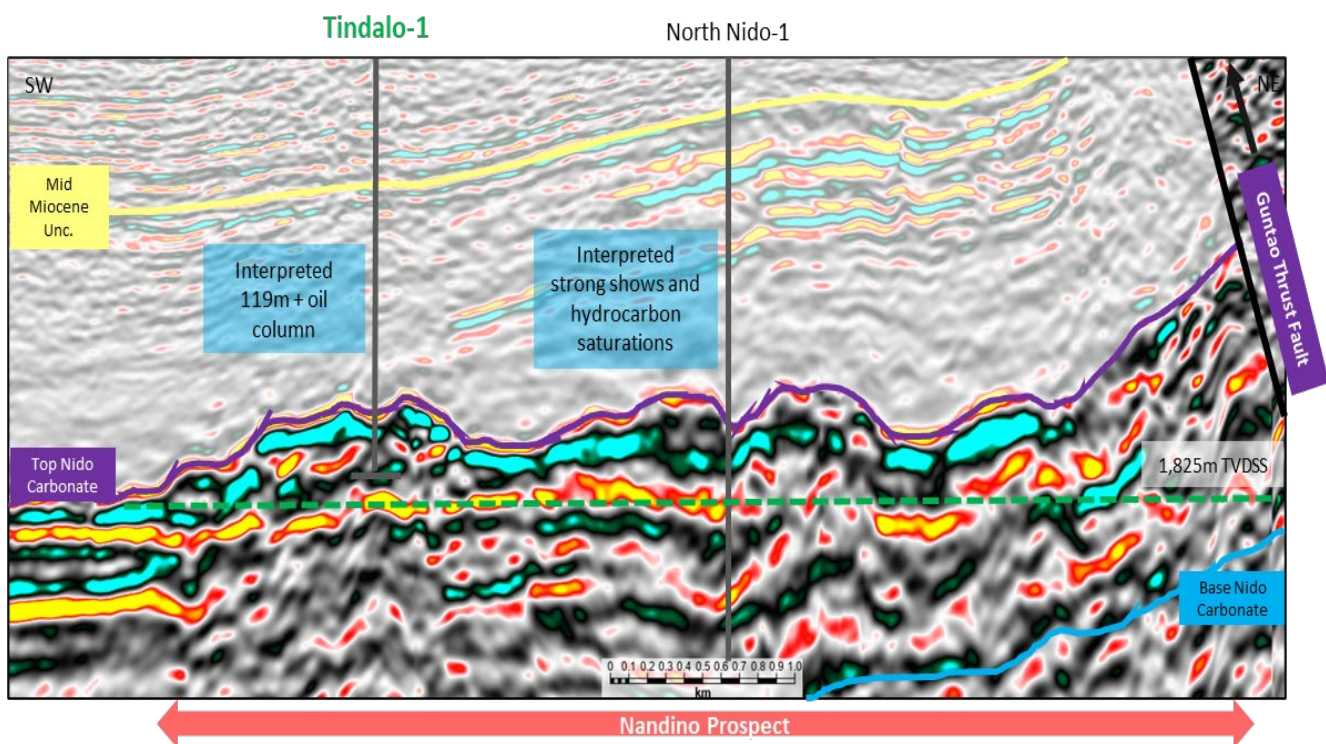 Tindalo-1
North Nido-1
SW
NE
Mid
Miocene
Unc.
Interpreted
119m + oil
column
Interpreted
strong shows and
hydrocarbon
saturations
Guntao Thrust Fault
Top Nido
Carbonate
1,825m TVDSS
Base Nido
Carbonate
0 0.1 0.2 0.3 0.4 0.5 0.6 0.7 0.8 0.9 1.0
km
Nandino Prospect